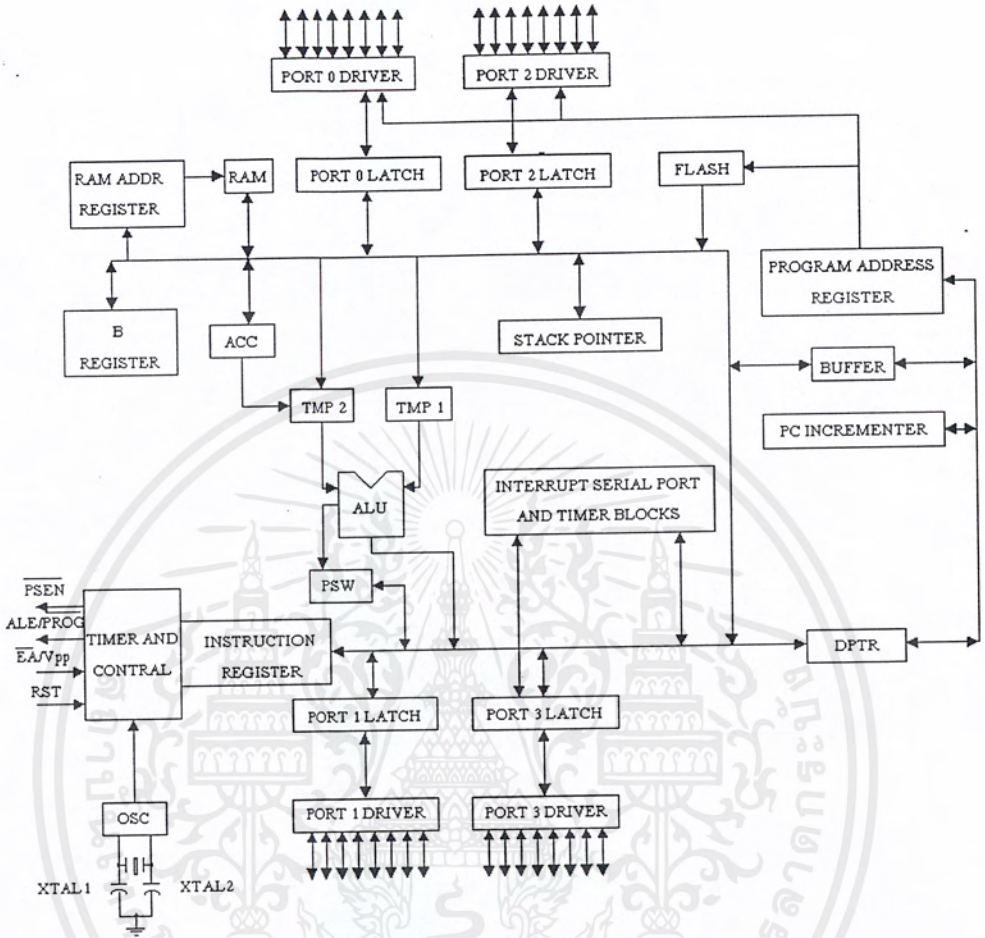 PORT 0 DRIVER
PORT 2 DRIVER
RAM ADDR
REGISTER
RAM
PORT 0 LATCH
PORT 2 LATCH
FLASH
PROGRAM ADDRESS
REGISTER
B
REGISTER
ACC
STACK POINTER
BUFFER
TMP 2
TMP 1
PC INCREMENTER
ALU
INTERRUPT SERIAL PORT
AND TIMER BLOCKS
PSW
PSEN
ALE/PROG
EA/Vpp
RST
TIMER AND
CONTRAL
INSTRUCTION
REGISTER
DPTR
PORT 1 LATCH
PORT 3 LATCH
PORT 1 DRIVER
PORT 3 DRIVER
OSC
XTAL1
XTAL2